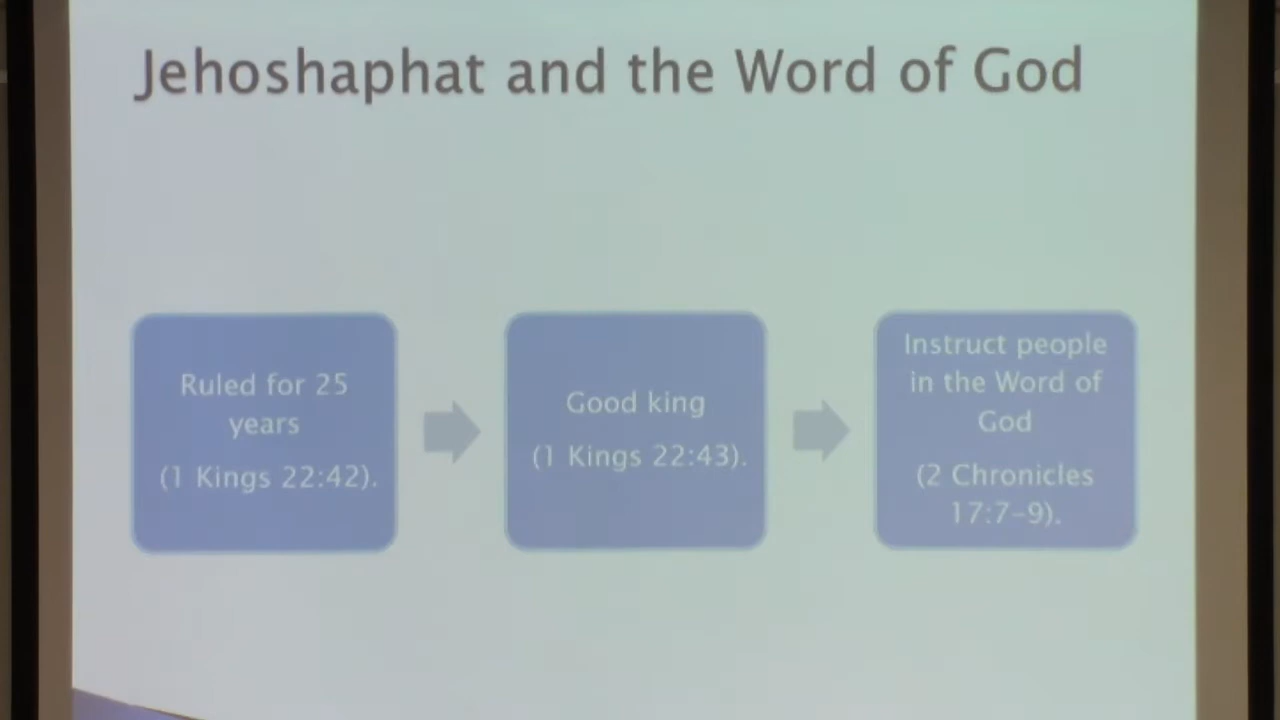 Jehoshaphat and the Word of God
Ruled for 25
years
(1 Kings 22:42).
Good king
(1 Kings 22:43).
Instruct people
in the Word of
God
(2 Chronicles
17:7-9).